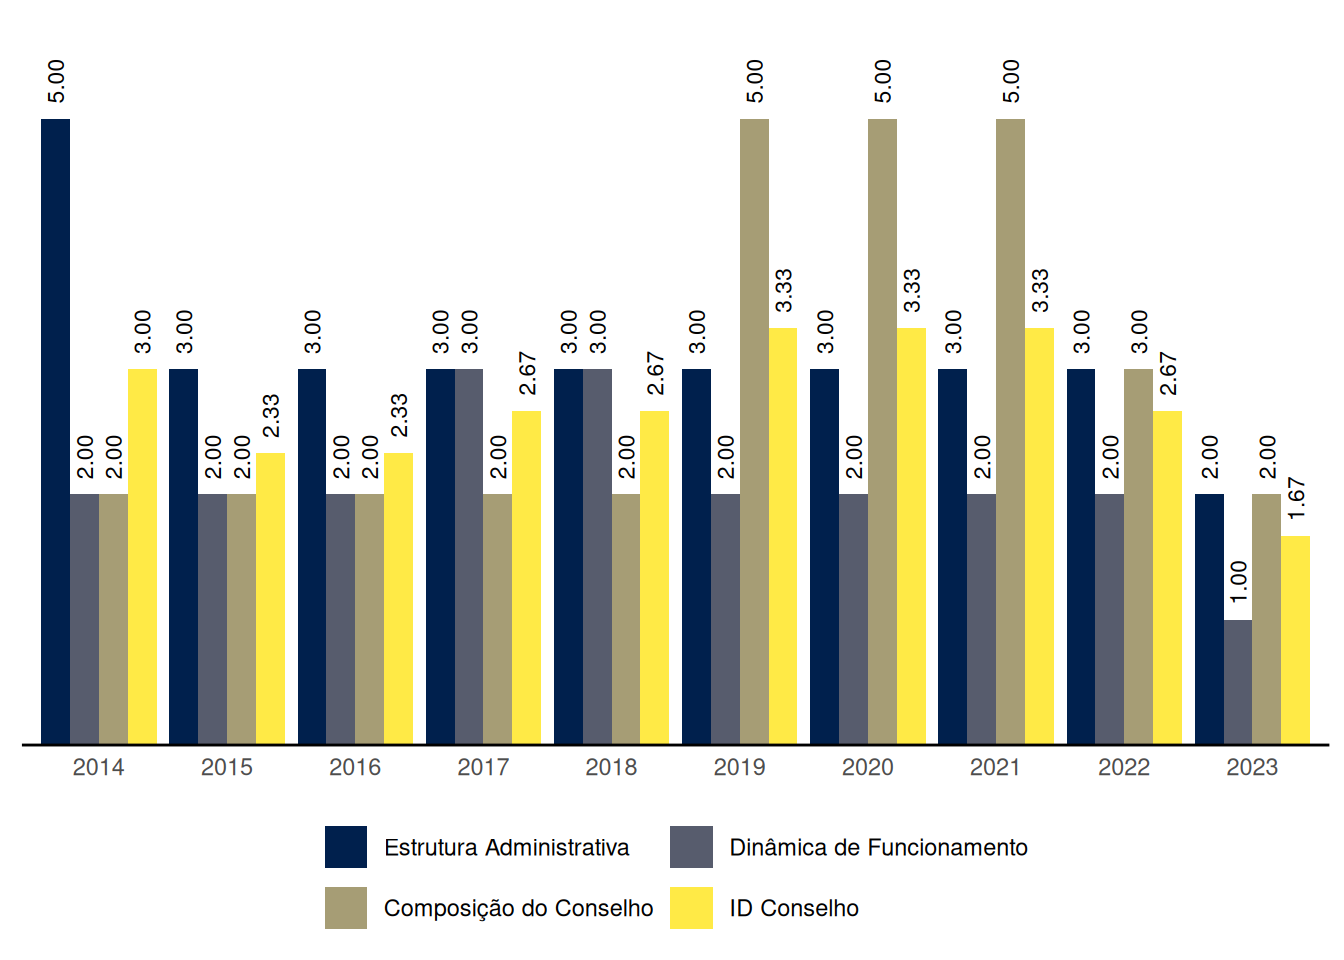 5.00 2.00 2.00 3.00 3.00 2.00 2.00 2.33 3.00 2.00 2.00 2.33 3.00 3.00 2.00 2.67 3.00 3.00 2.00 2.67 3.00 2.00 5.00 3.33 3.00 2.00 5.00 3.33 3.00 2.00 5.00 3.33 3.00 2.00 3.00 2.67 2.00 1.00 2.00 1.67
2014 2015 2016 2017 2018 2019 2020 2021 2022 2023
Estrutura Administrativa Dinâmica de Funcionamento
Composição do Conselho ID Conselho